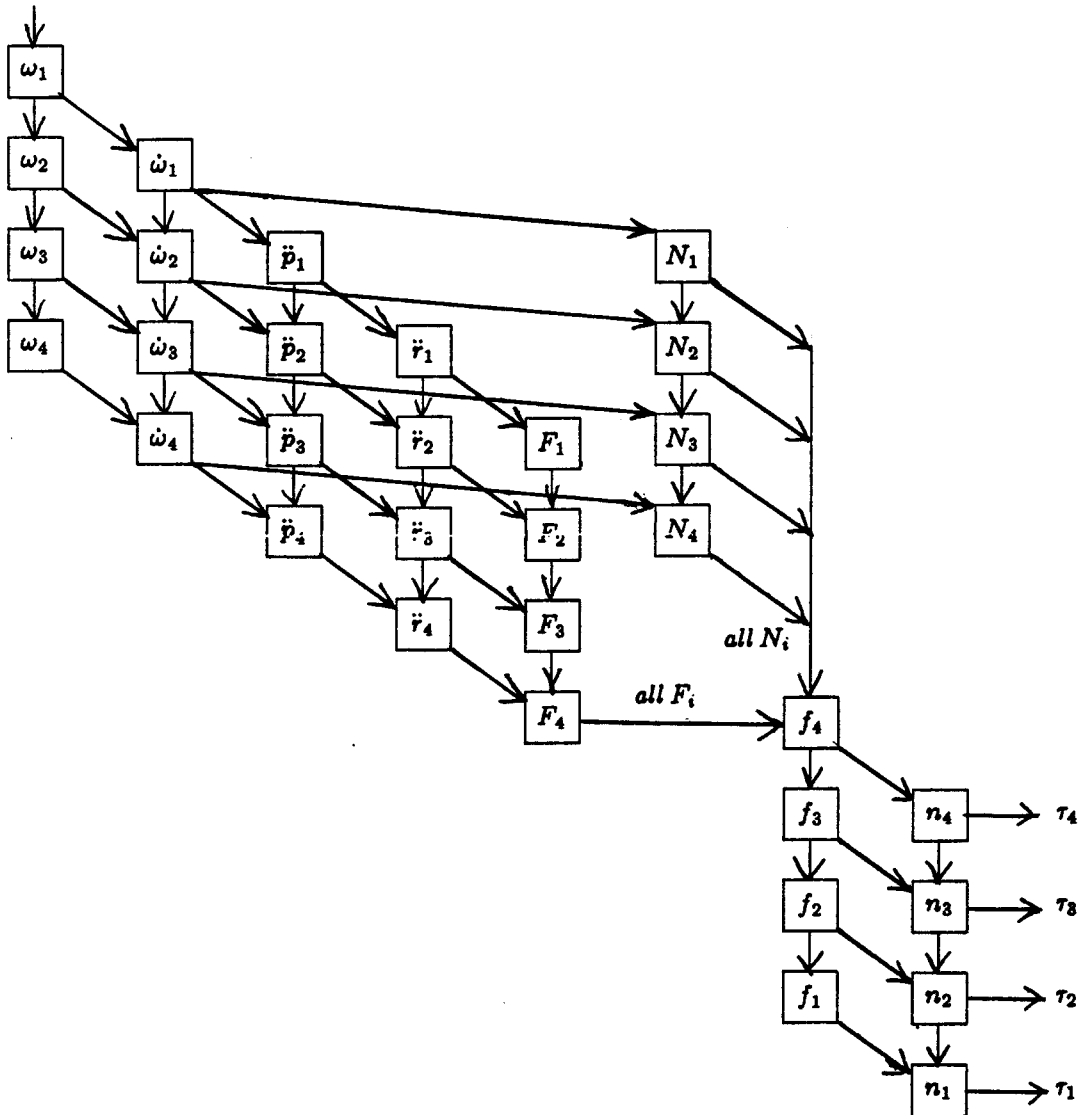 ω₁
ω₂ ω̇₁
ω₃ ω̇₂ p̈₁ N₁
ω₄ ω̇₃ p̈₂ r̈₁ N₂
ω̇₄ p̈₃ r̈₂ F₁ N₃
p̈₄ r̈₃ F₂ N₄
r̈₄ F₃ all Nᵢ
F₄ all Fᵢ f₄
f₃ n₄ τ₄
f₂ n₃ τ₃
f₁ n₂ τ₂
n₁ τ₁